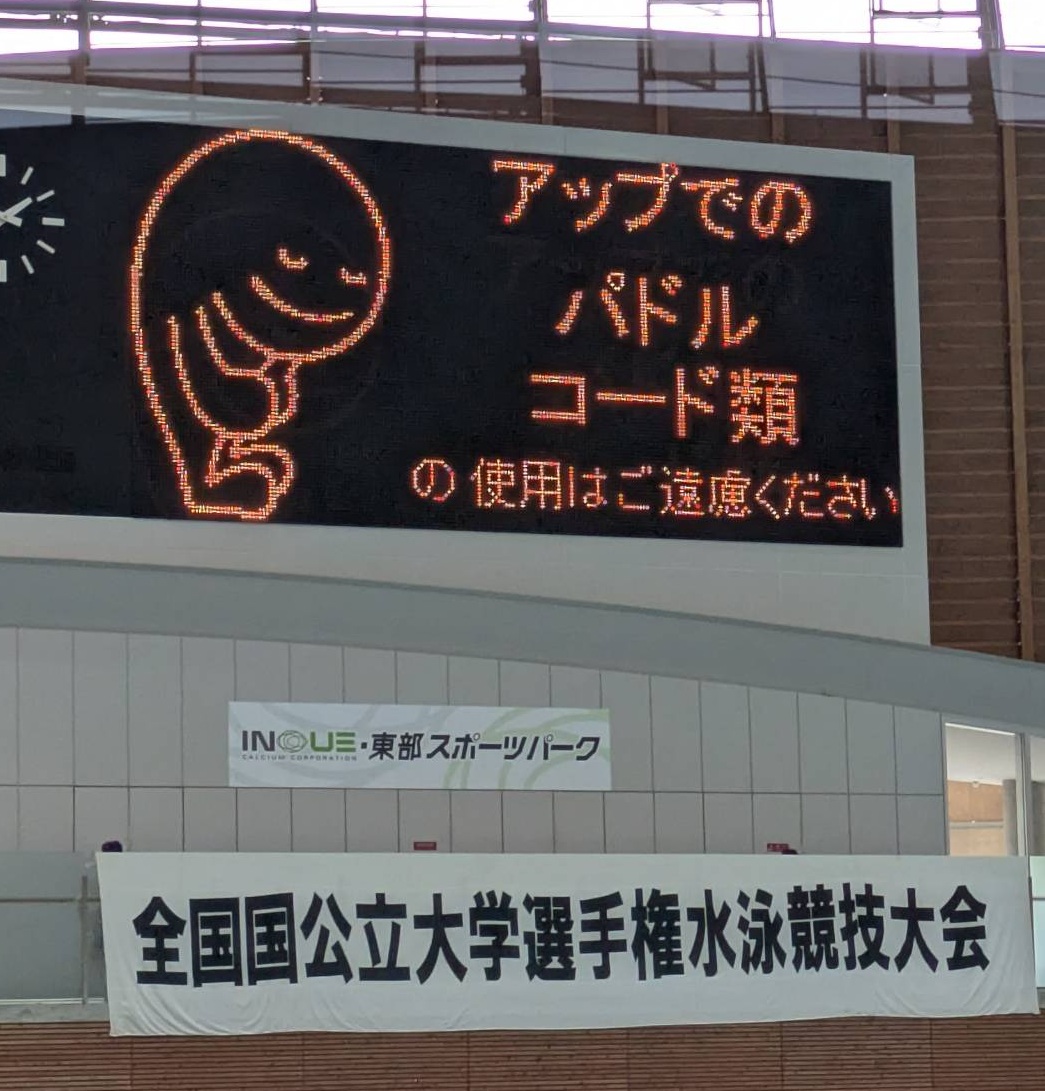 アップでの
パドル
コード類
の使用はご遠慮ください
INOUE・東部スポーツパーク
CALCIUM CORPORATION
全国国公立大学選手権水泳競技大会